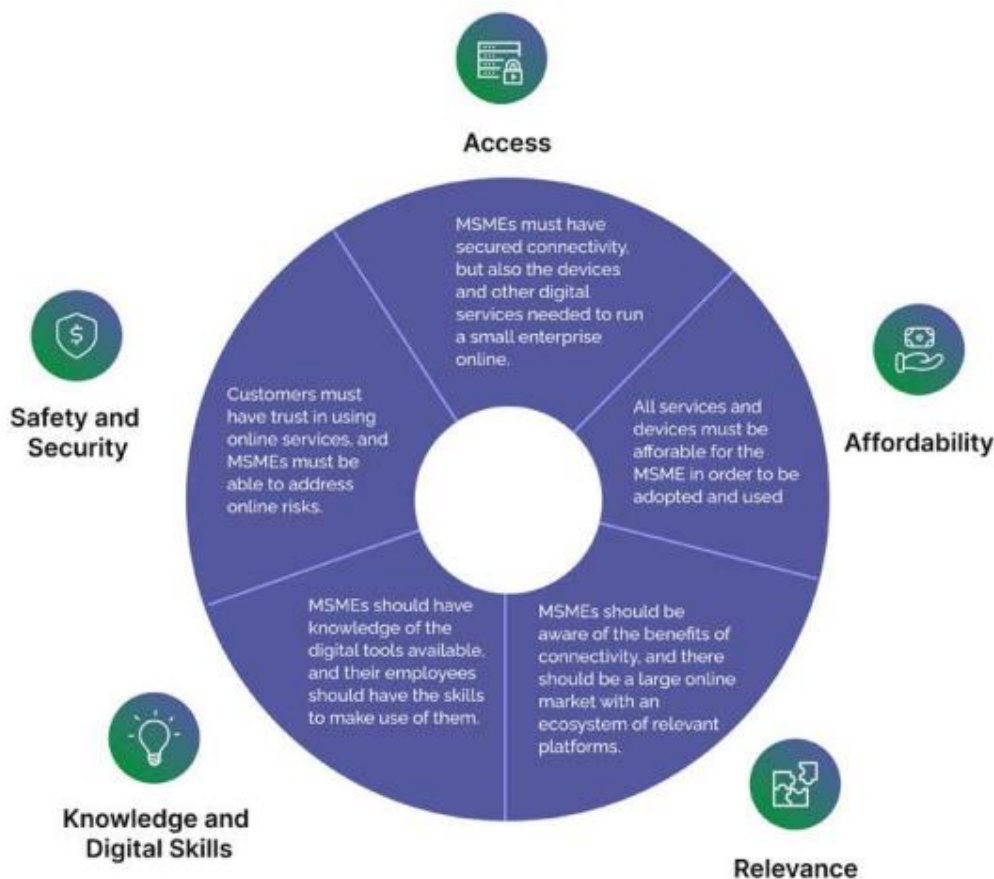 Access
MSMEs must have
secured connectivity,
but also the devices
and other digital
services needed to run
a small enterprise
online.
Affordability
All services and
devices must be
afforable for the
MSME in order to be
adopted and used
Relevance
MSMEs should be
aware of the benefits of
connectivity, and there
should be a large online
market with an
ecosystem of relevant
platforms.
Knowledge and
Digital Skills
MSMEs should have
knowledge of the
digital tools available,
and their employees
should have the skills
to make use of them.
Safety and
Security
Customers must
have trust in using
online services, and
MSMEs must be
able to address
online risks.
$